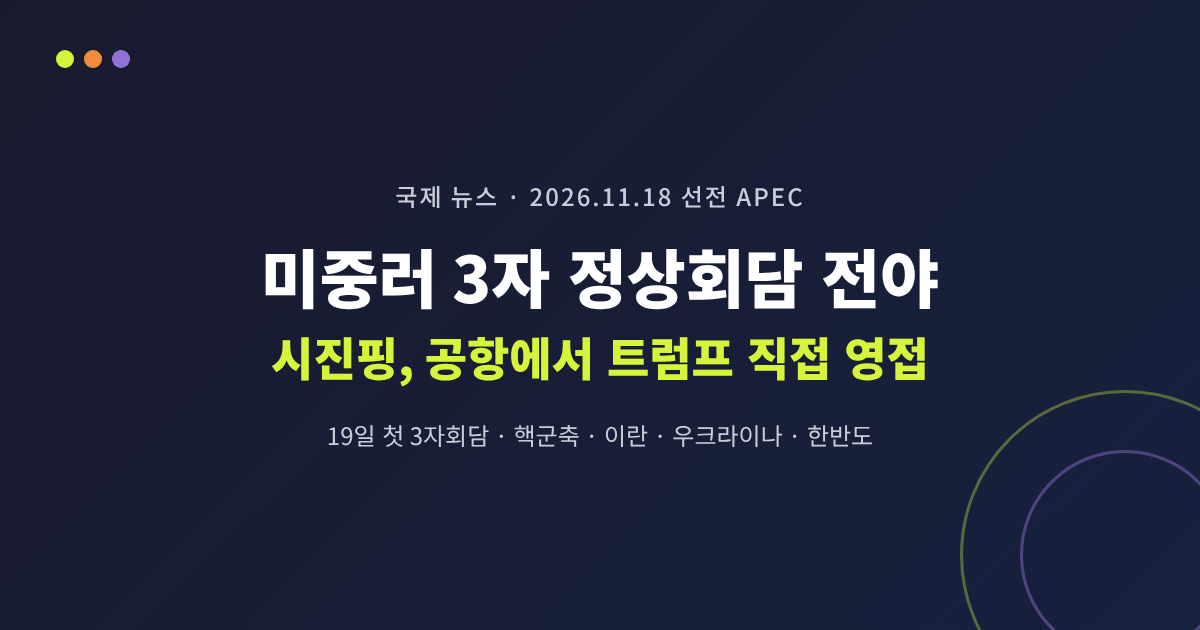 국제 뉴스 · 2026.11.18 선전 APEC
미중러 3자 정상회담 전야
시진핑, 공항에서 트럼프 직접 영접
19일 첫 3자회담 · 핵군축 · 이란 · 우크라이나 · 한반도